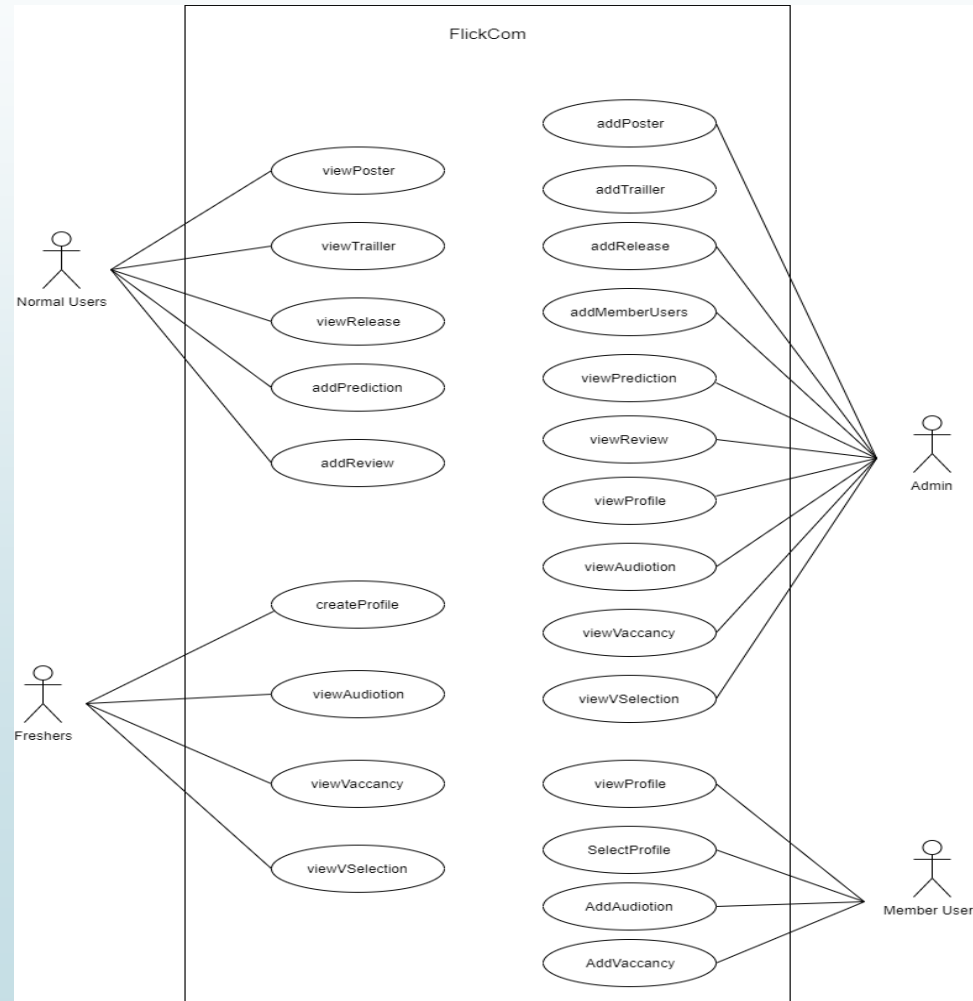 FlickCom
viewPoster
viewTrailler
viewRelease
addPrediction
addReview
Normal Users
createProfile
viewAudiotion
viewVaccancy
viewVSelection
Freshers
addPoster
addTrailler
addRelease
addMemberUsers
viewPrediction
viewReview
viewProfile
viewAudiotion
viewVaccancy
viewVSelection
Admin
viewProfile
SelectProfile
AddAudiotion
AddVaccancy
Member User